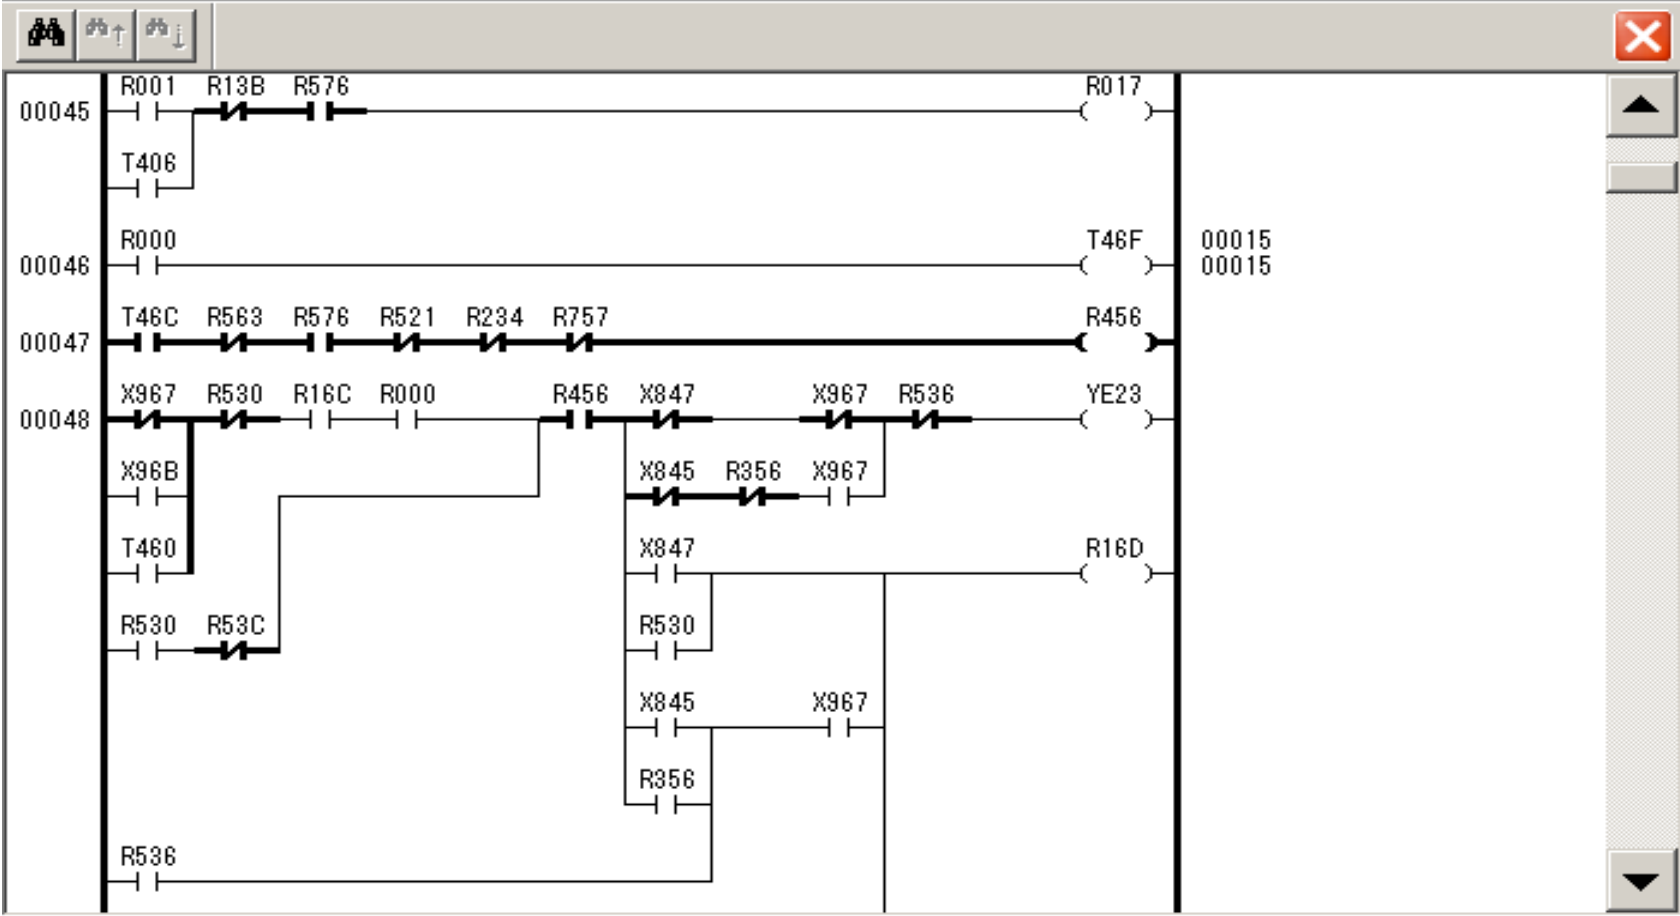 R001 R13B R576 R017
00045
T406
R000 T46F 00015
00046 00015
T46C R563 R576 R521 R234 R757 R456
00047
X967 R530 R16C R000 R456 X847 X967 R536 YE23
00048
X96B X845 R356 X967
T460 X847 R16D
R530 R53C R530
X845 X967
R356
R536